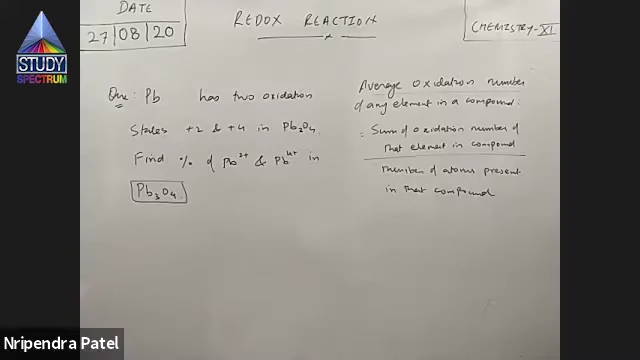 DATE
27/08/20
REDOX REACTION
CHEMISTRY-XI
STUDY
SPECTRUM
Que: Pb has two oxidation
States +2 & +4 in Pb3O4.
Find % of Pb2+ & Pb4+ in
Pb3O4
Average oxidation number
of any element in a compound:
= Sum of oxidation number of
that element in compound
number of atoms present
in that compound
Nripendra Patel